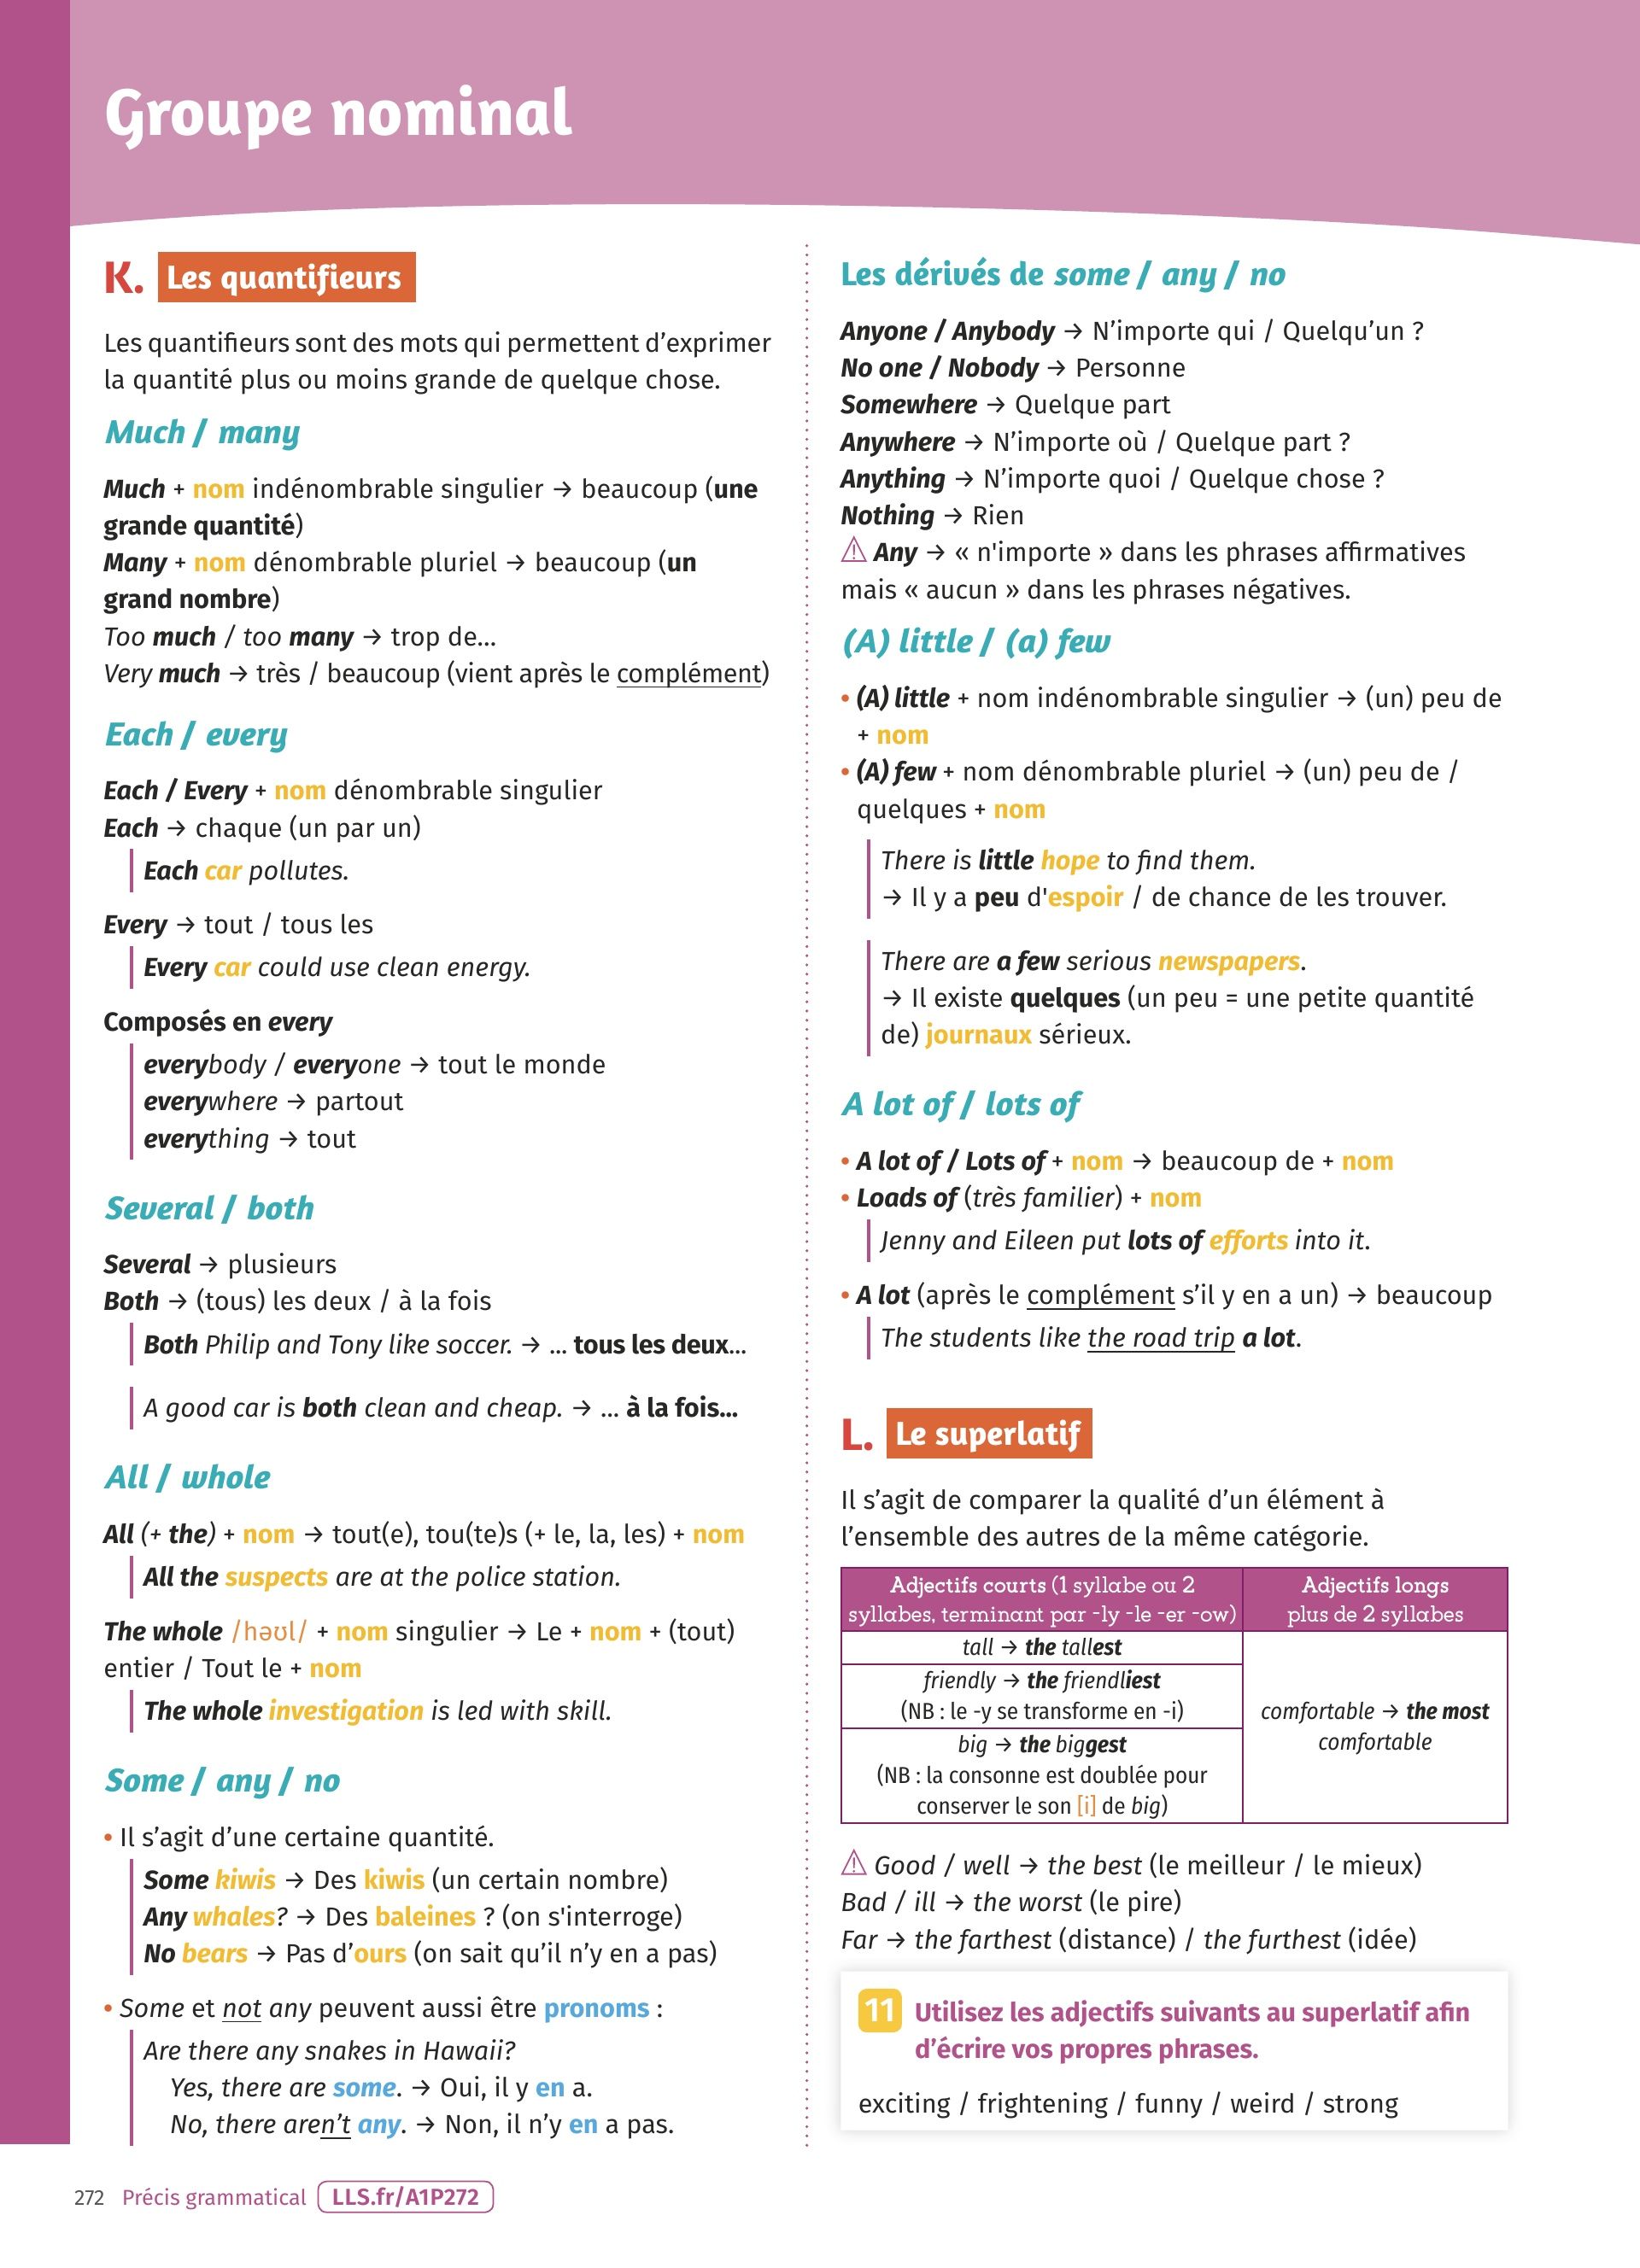 Groupe nominal
K. Les quantifieurs
Les quantifieurs sont des mots qui permettent d’exprimer
la quantité plus ou moins grande de quelque chose.
Much / many
Much + nom indénombrable singulier → beaucoup (une
grande quantité)
Many + nom dénombrable pluriel → beaucoup (un
grand nombre)
Too much / too many → trop de...
Very much → très / beaucoup (vient après le complément)
Each / every
Each / Every + nom dénombrable singulier
Each → chaque (un par un)
Each car pollutes.
Every → tout / tous les
Every car could use clean energy.
Composés en every
everybody / everyone → tout le monde
everywhere → partout
everything → tout
Several / both
Several → plusieurs
Both → (tous) les deux / à la fois
Both Philip and Tony like soccer. → ... tous les deux...
A good car is both clean and cheap. → ... à la fois...
All / whole
All (+ the) + nom → tout(e), tou(te)s (+ le, la, les) + nom
All the suspects are at the police station.
The whole /həʊl/ + nom singulier → Le + nom + (tout)
entier / Tout le + nom
The whole investigation is led with skill.
Some / any / no
• Il s’agit d’une certaine quantité.
Some kiwis → Des kiwis (un certain nombre)
Any whales? → Des baleines ? (on s'interroge)
No bears → Pas d’ours (on sait qu’il n’y en a pas)
• Some et not any peuvent aussi être pronoms :
Are there any snakes in Hawaii?
Yes, there are some. → Oui, il y en a.
No, there aren’t any. → Non, il n’y en a pas.
Les dérivés de some / any / no
Anyone / Anybody → N’importe qui / Quelqu’un ?
No one / Nobody → Personne
Somewhere → Quelque part
Anywhere → N’importe où / Quelque part ?
Anything → N’importe quoi / Quelque chose ?
Nothing → Rien
⚠ Any → « n'importe » dans les phrases affirmatives
mais « aucun » dans les phrases négatives.
(A) little / (a) few
• (A) little + nom indénombrable singulier → (un) peu de
+ nom
• (A) few + nom dénombrable pluriel → (un) peu de /
quelques + nom
There is little hope to find them.
→ Il y a peu d'espoir / de chance de les trouver.
There are a few serious newspapers.
→ Il existe quelques (un peu = une petite quantité
de) journaux sérieux.
A lot of / lots of
• A lot of / Lots of + nom → beaucoup de + nom
• Loads of (très familier) + nom
Jenny and Eileen put lots of efforts into it.
• A lot (après le complément s’il y en a un) → beaucoup
The students like the road trip a lot.
L. Le superlatif
Il s’agit de comparer la qualité d’un élément à
l’ensemble des autres de la même catégorie.
Adjectifs courts (1 syllabe ou 2
syllabes, terminant par -ly -le -er -ow)
Adjectifs longs
plus de 2 syllabes
tall → the tallest
friendly → the friendliest
(NB : le -y se transforme en -i)
big → the biggest
(NB : la consonne est doublée pour
conserver le son [i] de big)
comfortable → the most
comfortable
⚠ Good / well → the best (le meilleur / le mieux)
Bad / ill → the worst (le pire)
Far → the farthest (distance) / the furthest (idée)
11 Utilisez les adjectifs suivants au superlatif afin
d’écrire vos propres phrases.
exciting / frightening / funny / weird / strong
272 Précis grammatical LLS.fr/A1P272